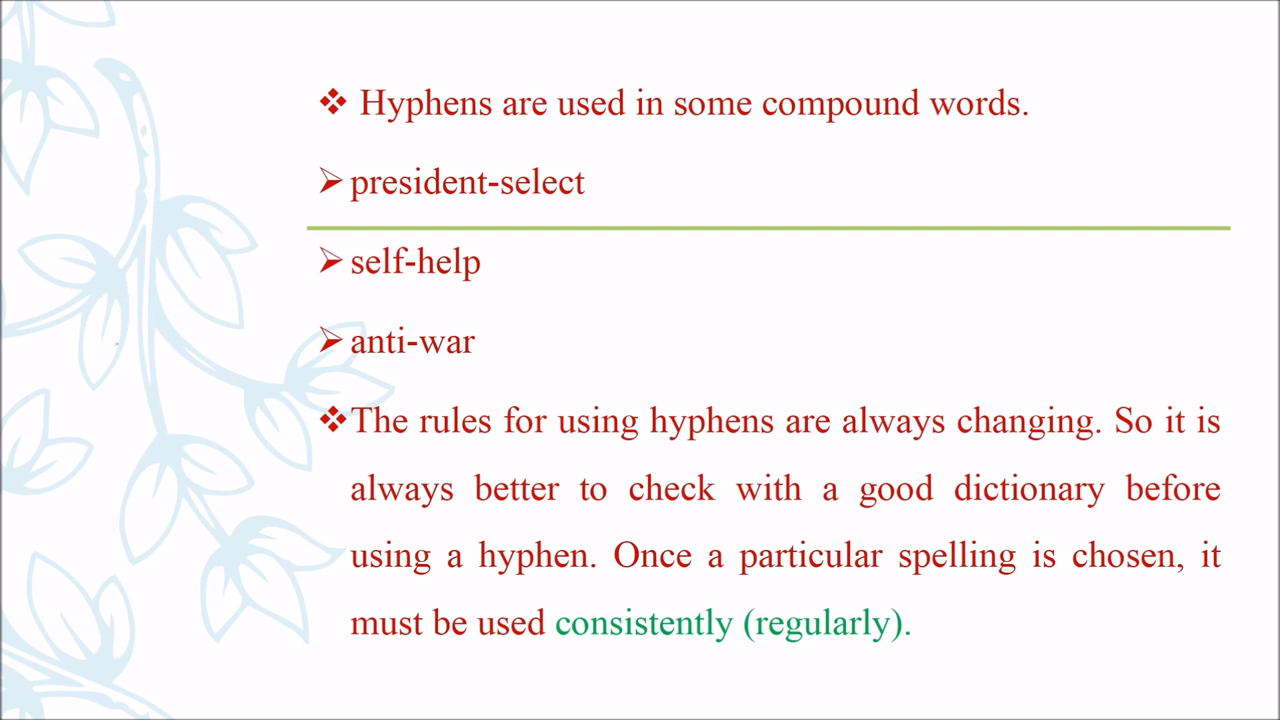 ❖ Hyphens are used in some compound words.
➢ president-select
➢ self-help
➢ anti-war
❖ The rules for using hyphens are always changing. So it is
always better to check with a good dictionary before
using a hyphen. Once a particular spelling is chosen, it
must be used consistently (regularly).